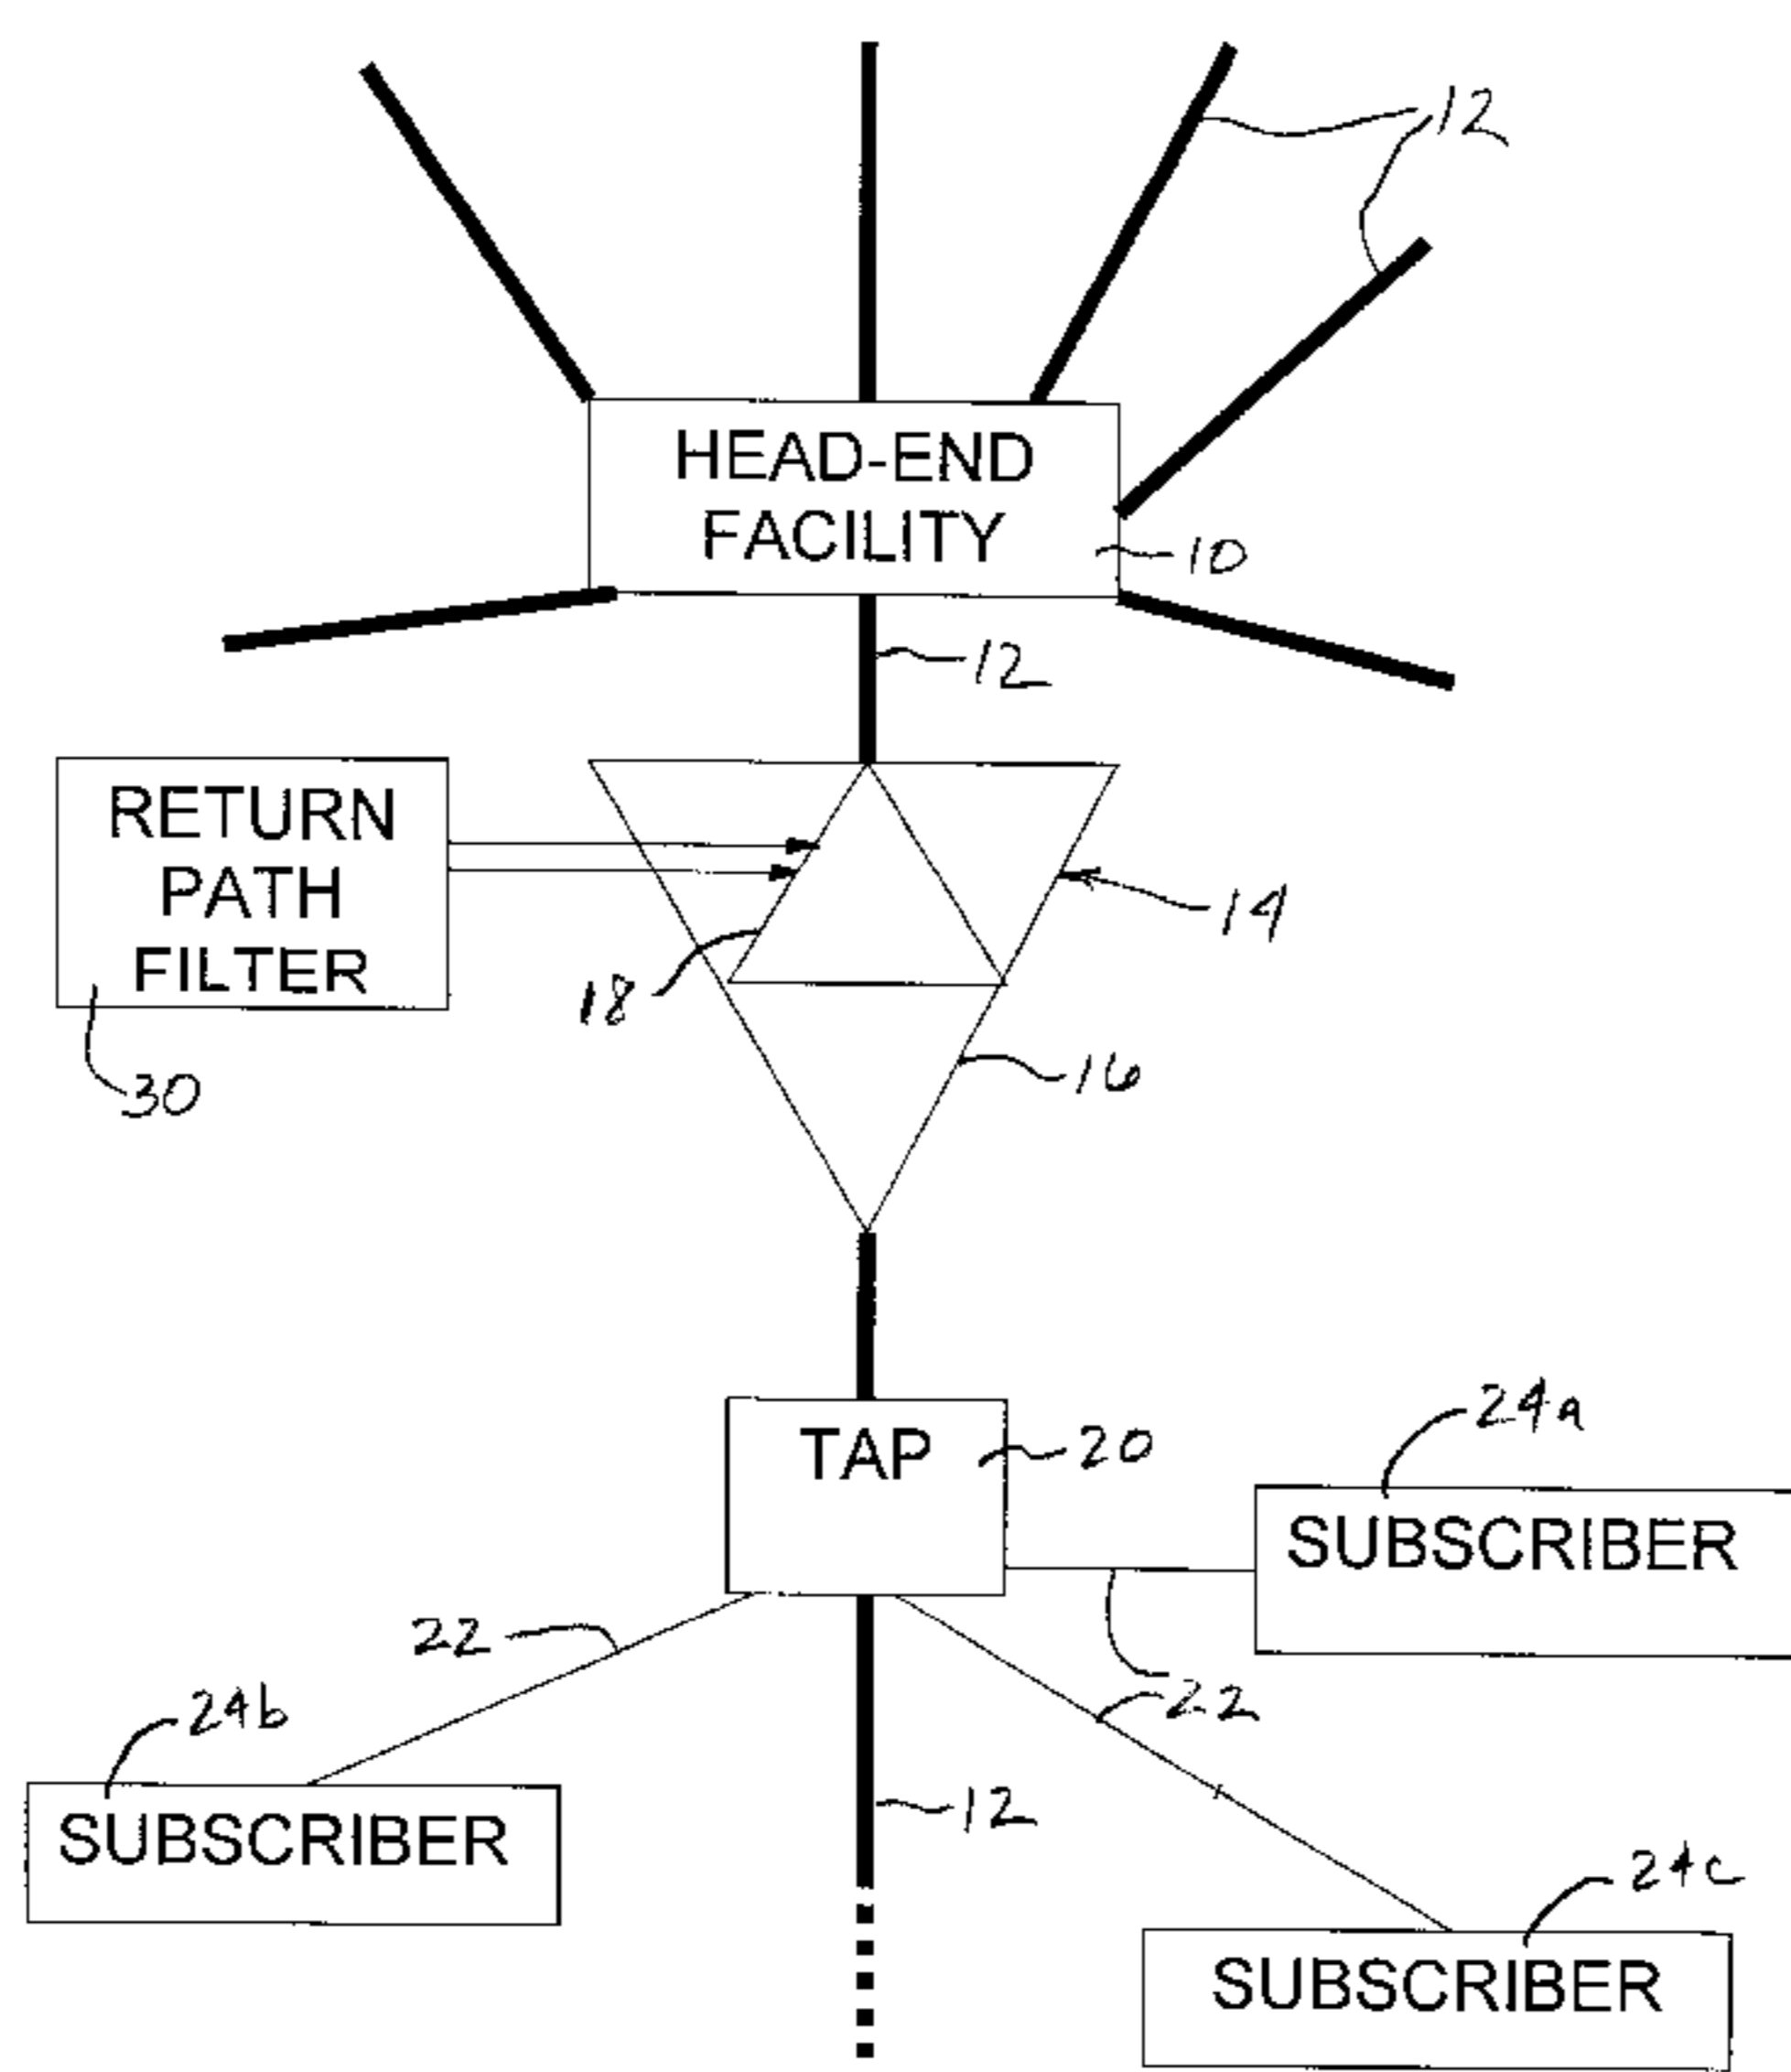 12
HEAD-END
FACILITY
10
12
RETURN
PATH
FILTER
14
18
16
30
TAP
20
24a
SUBSCRIBER
22
22
24b
SUBSCRIBER
12
24c
SUBSCRIBER